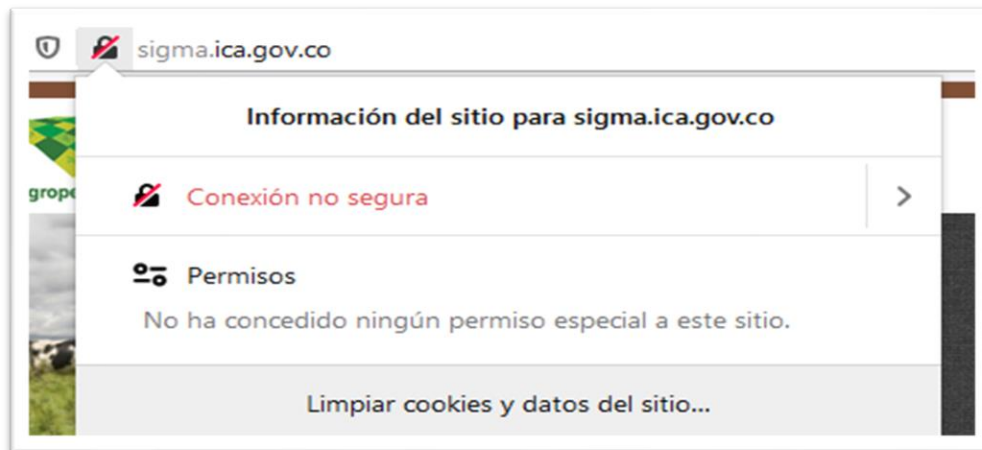 sigma.ica.gov.co
Información del sitio para sigma.ica.gov.co
grope
Conexión no segura
Permisos
No ha concedido ningún permiso especial a este sitio.
Limpiar cookies y datos del sitio...